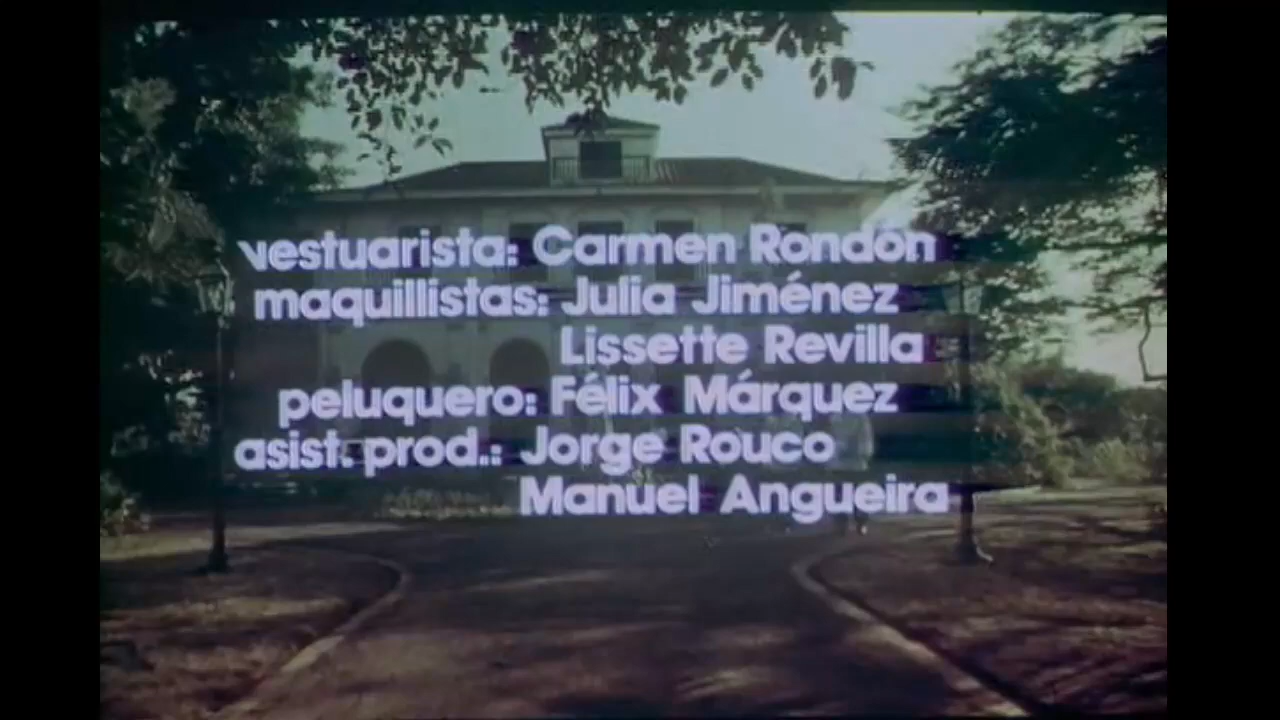 vestuarista: Carmen Rondón
maquillistas: Julia Jiménez
Lissette Revilla
peluquero: Félix Márquez
asist. prod.: Jorge Rouco
Manuel Angueira